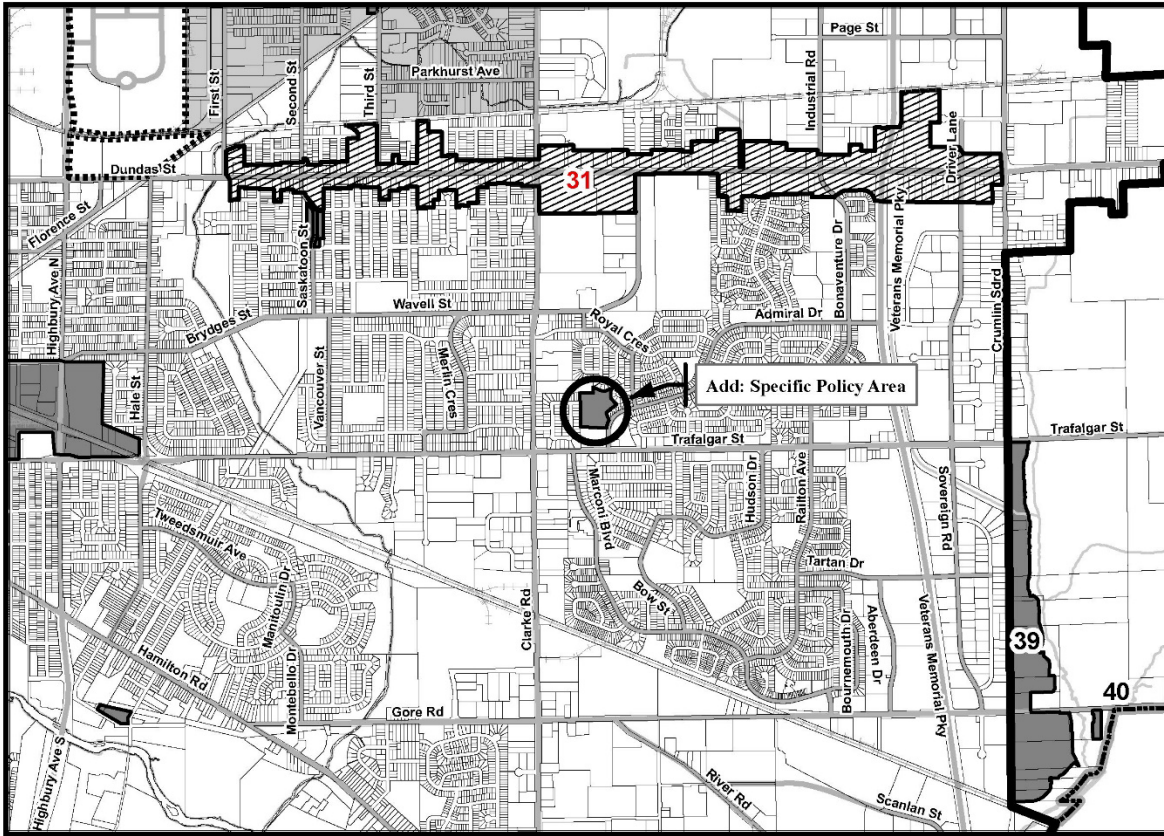 Page St
First St
Second St
Third St
Parkhurst Ave
Industrial Rd
Driver Lane
Dundas St
31
Florence St
Highbury Ave N
Saskatoon St
Wavell St
Brydges St
Royal Cres
Admiral Dr
Bonaventure Dr
Veterans Memorial Pky
Crumlin Sdrd
Hale St
Vancouver St
Merlin Cres
Add: Specific Policy Area
Trafalgar St
Trafalgar St
Marconi Blvd
Hudson Dr
Railton Ave
Sovereign Rd
Tweedsmuir Ave
Manitoulin Dr
Tartan Dr
Bow St
Clarke Rd
Hamilton Rd
Montebello Dr
Bournemouth Dr
Aberdeen Dr
Veterans Memorial Pky
39
40
Gore Rd
Highbury Ave S
River Rd
Scanlan St